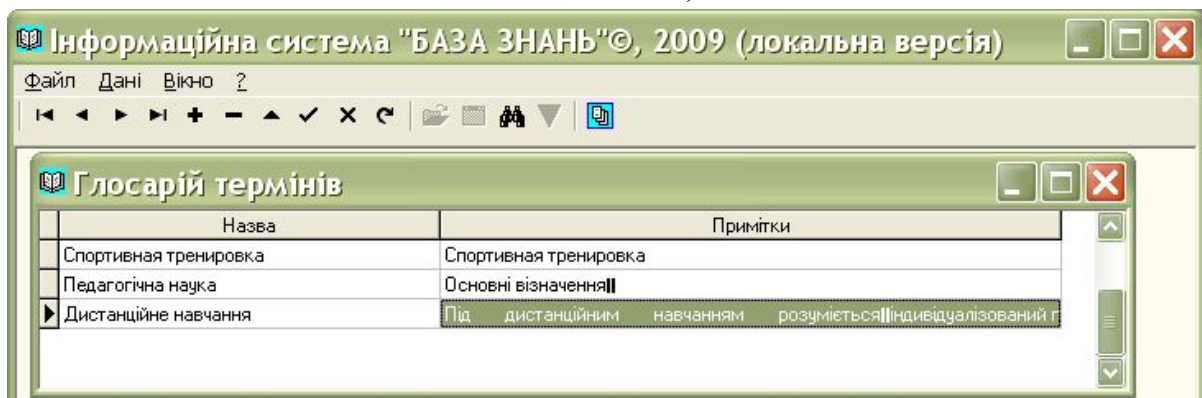 Інформаційна система "БАЗА ЗНАНЬ"©, 2009 (локальна версія)
Файл Дані Вікно ?
Глосарій термінів
Назва Примітки
Спортивная тренировка Спортивная тренировка
Педагогічна наука Основні візначення
Дистанційне навчання Під дистанційним навчанням розуміється індивідуалізований п